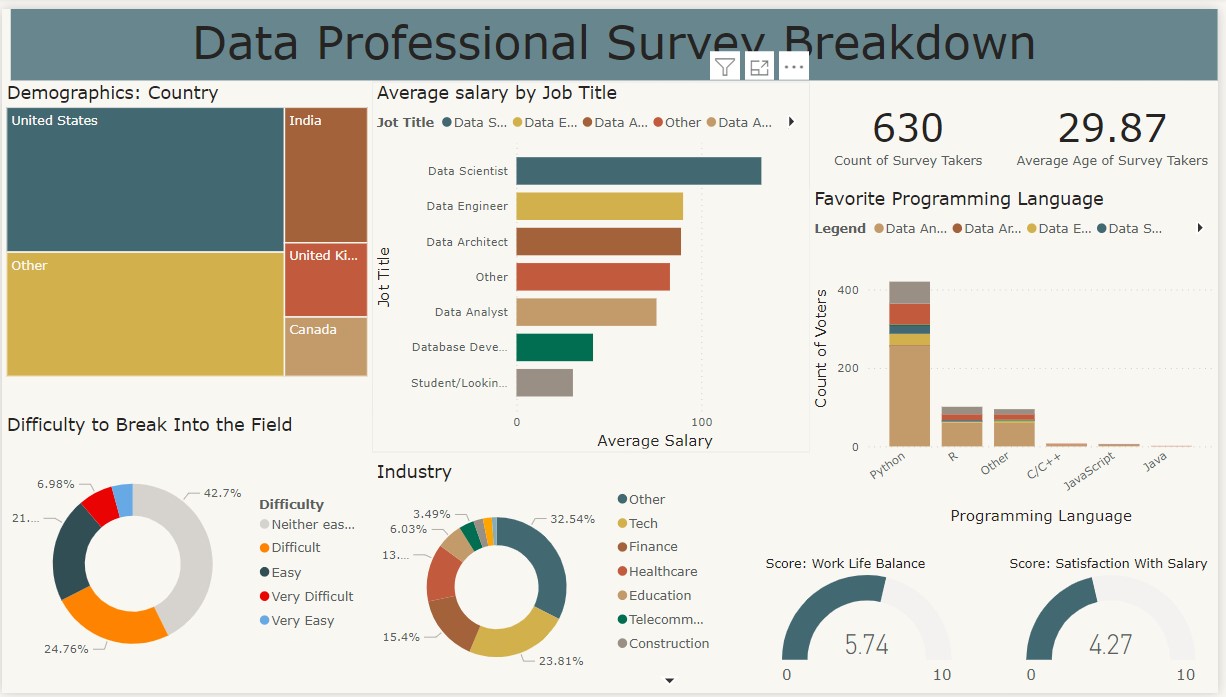 Data Professional Survey Breakdown
Demographics: Country
United States
India
Other
United Ki...
Canada
Average salary by Job Title
Jot Title Data S... Data E... Data A... Other Data A...
Jot Title
Data Scientist
Data Engineer
Data Architect
Other
Data Analyst
Database Deve...
Student/Lookin...
0 100
Average Salary
630
Count of Survey Takers
29.87
Average Age of Survey Takers
Favorite Programming Language
Legend Data An... Data Ar... Data E... Data S...
Count of Voters
400
200
0
Python R Other C/C++ JavaScript Java
Programming Language
Difficulty to Break Into the Field
6.98%
42.7%
21....
24.76%
Difficulty
Neither eas...
Difficult
Easy
Very Difficult
Very Easy
Industry
3.49%
32.54%
6.03%
13....
15.4%
23.81%
Other
Tech
Finance
Healthcare
Education
Telecomm...
Construction
Score: Work Life Balance
5.74
0 10
Score: Satisfaction With Salary
4.27
0 10